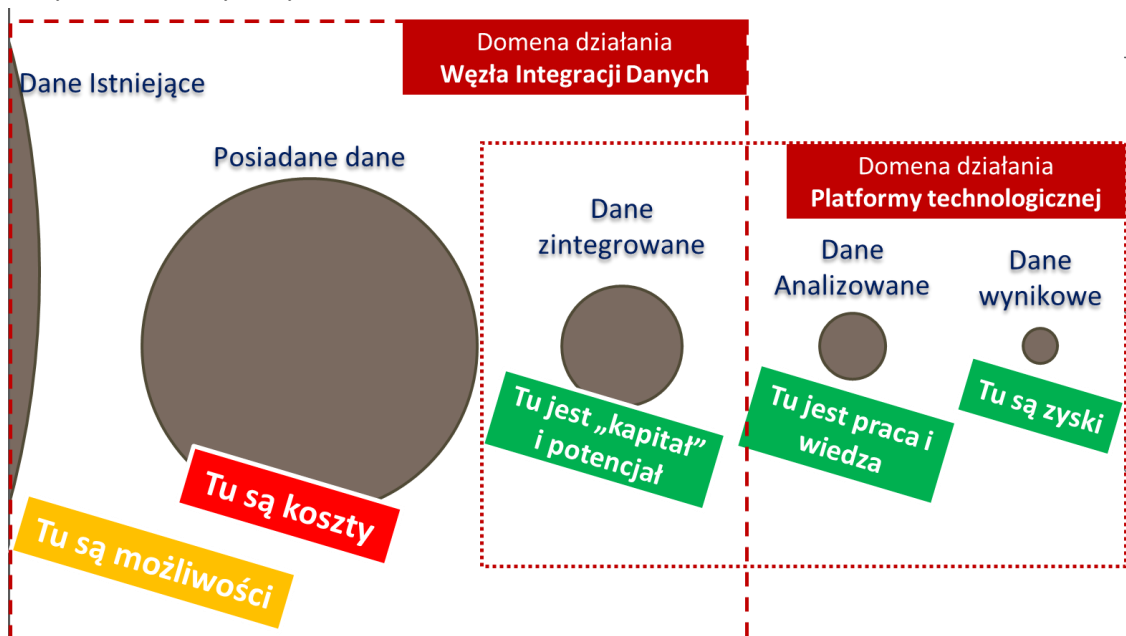 Domena działania
Węzła Integracji Danych
Dane Istniejące
Posiadane dane
Domena działania
Platformy technologicznej
Dane
zintegrowane
Dane
Analizowane
Dane
wynikowe
Tu są możliwości
Tu są koszty
Tu jest „kapitał”
i potencjał
Tu jest praca i
wiedza
Tu są zyski